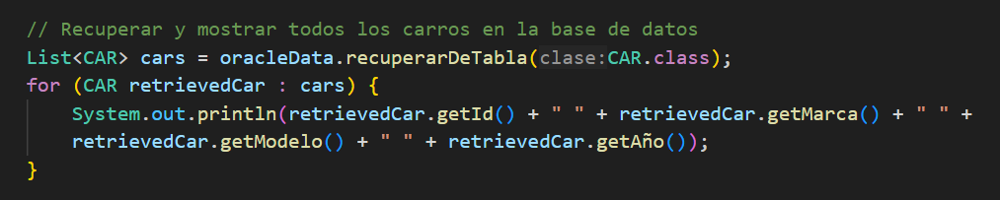 // Recuperar y mostrar todos los carros en la base de datos
List<CAR> cars = oracleData.recuperarDeTabla(clase:CAR.class);
for (CAR retrievedCar : cars) {
System.out.println(retrievedCar.getId() + " " + retrievedCar.getMarca() + " " +
retrievedCar.getModelo() + " " + retrievedCar.getAño());
}